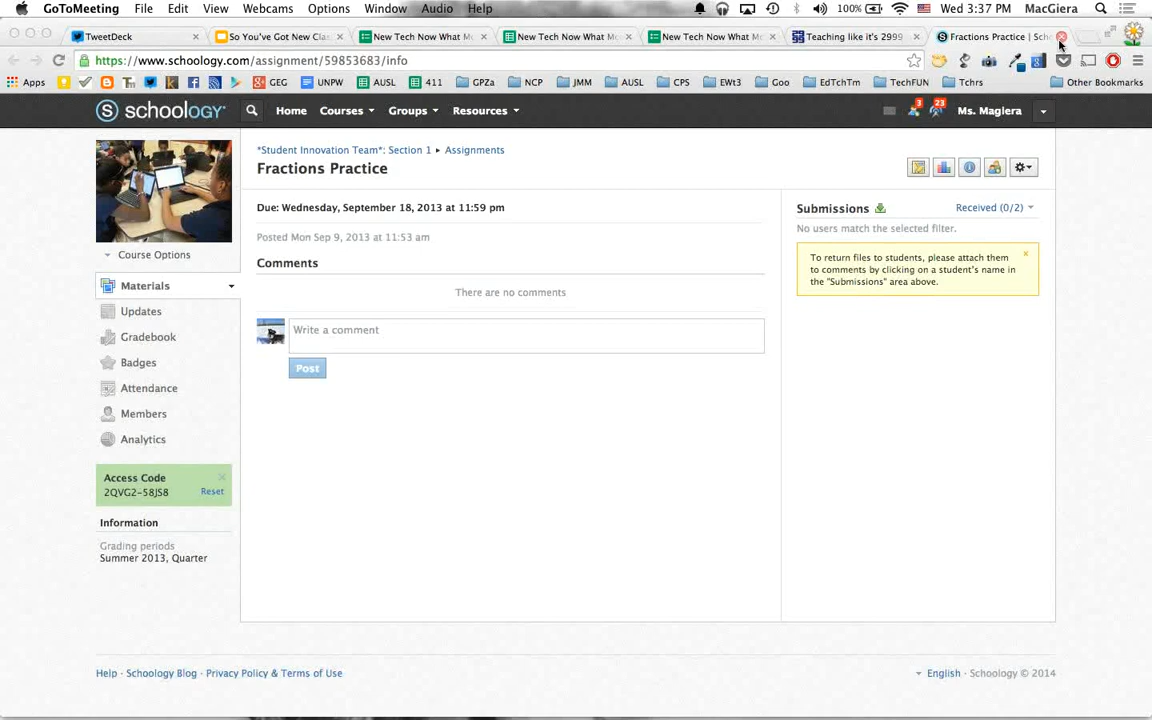 GoToMeeting File Edit View Webcams Options Window Audio Help 100% Wed 3:37 PM MacGiera
TweetDeck So You've Got New Clas New Tech Now What Mo New Tech Now What Mo New Tech Now What Mo Teaching like it's 2999 Fractions Practice | Scho
https://www.schoology.com/assignment/59853683/info
Apps GEG UNPW AUSL 411 GPZa NCP JMM AUSL CPS EWt3 Goo EdTchTm TechFUN Tchrs Other Bookmarks
S schoology Home Courses Groups Resources 3 23 Ms. Magiera
*Student Innovation Team*: Section 1 ▸ Assignments
Fractions Practice
Due: Wednesday, September 18, 2013 at 11:59 pm
Posted Mon Sep 9, 2013 at 11:53 am
Comments
There are no comments
Write a comment
Post
Submissions Received (0/2)
No users match the selected filter.
To return files to students, please attach them
to comments by clicking on a student's name in
the "Submissions" area above.
Course Options
Materials
Updates
Gradebook
Badges
Attendance
Members
Analytics
Access Code
2QVG2-58JS8 Reset
Information
Grading periods
Summer 2013, Quarter
Help · Schoology Blog · Privacy Policy & Terms of Use English · Schoology © 2014